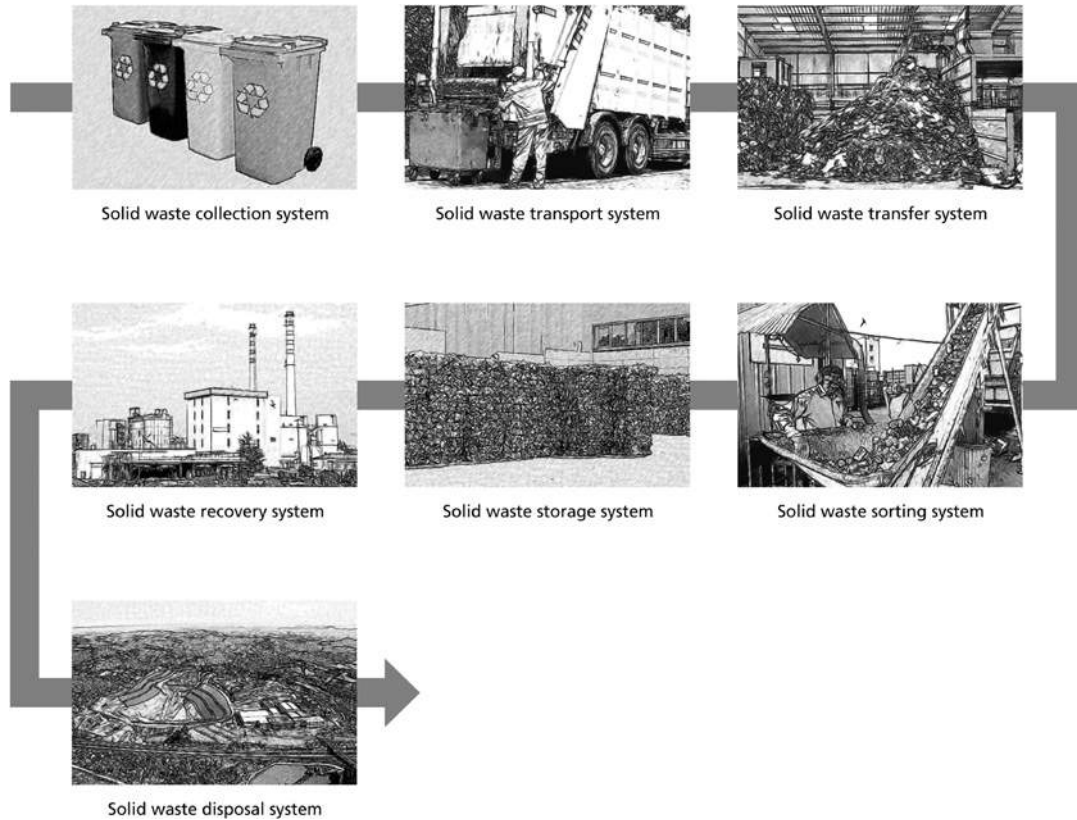 Solid waste collection system
Solid waste transport system
Solid waste transfer system
Solid waste recovery system
Solid waste storage system
Solid waste sorting system
Solid waste disposal system